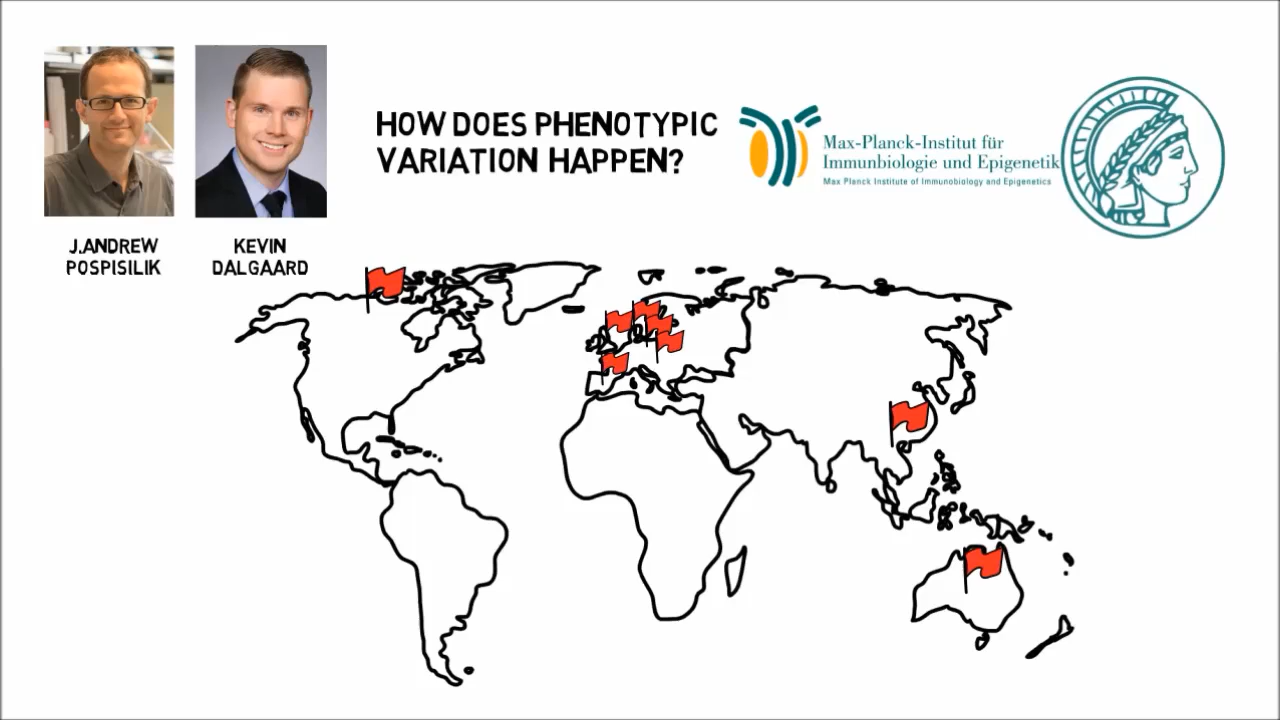 HOW DOES PHENOTYPIC
VARIATION HAPPEN?
Max-Planck-Institut für
Immunbiologie und Epigenetik
Max Planck Institute of Immunobiology and Epigenetics
J.ANDREW
POSPISILIK
KEVIN
DALGAARD